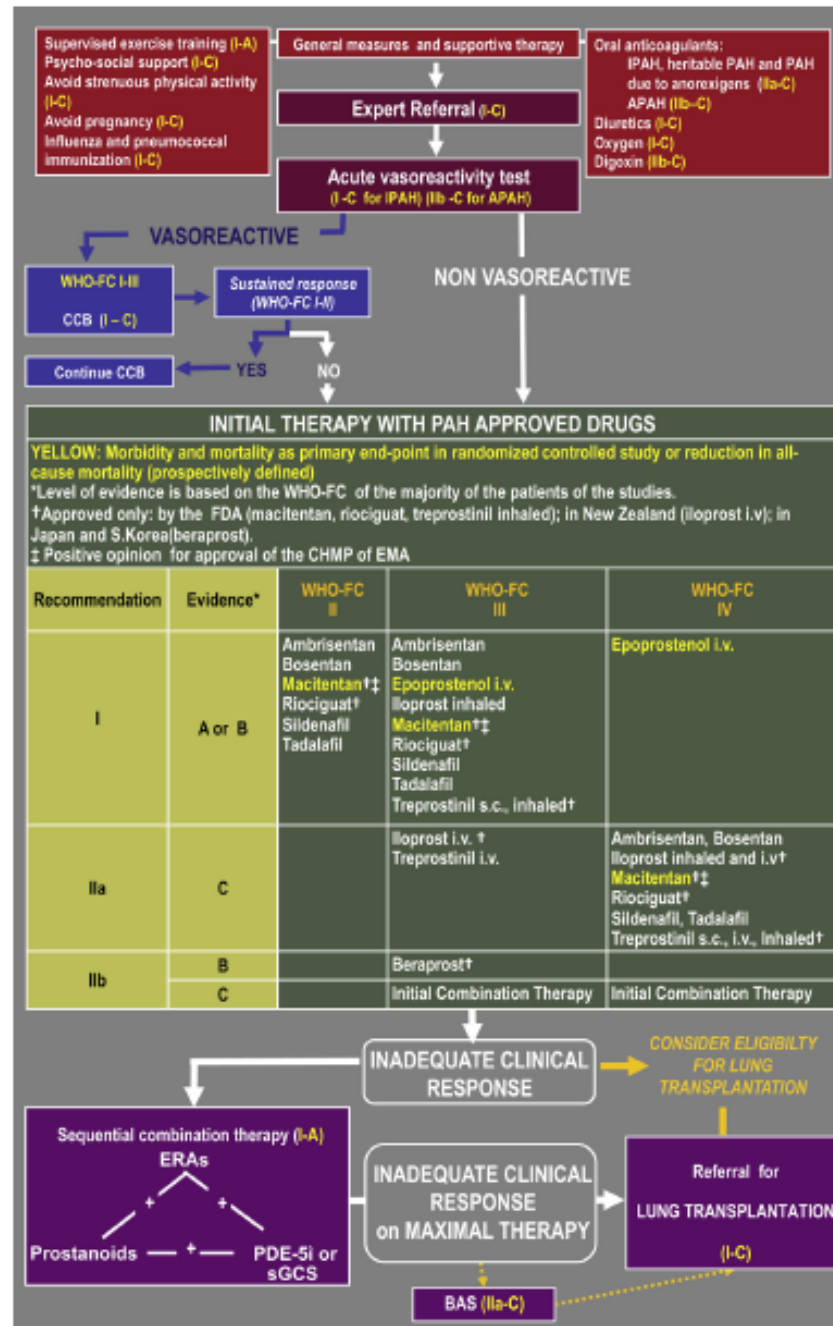 Supervised exercise training (I-A)
Psycho-social support (I-C)
Avoid strenuous physical activity
(I-C)
Avoid pregnancy (I-C)
Influenza and pneumococcal
immunization (I-C)
General measures and supportive therapy
Oral anticoagulants:
IPAH, heritable PAH and PAH
due to anorexigens (IIa-C)
APAH (IIb-C)
Diuretics (I-C)
Oxygen (I-C)
Digoxin (IIb-C)
Expert Referral (I-C)
Acute vasoreactivity test
(I -C for IPAH) (IIb -C for APAH)
VASOREACTIVE
NON VASOREACTIVE
WHO-FC I-III
CCB (I – C)
Sustained response
(WHO-FC I-II)
Continue CCB
YES
NO
INITIAL THERAPY WITH PAH APPROVED DRUGS
YELLOW: Morbidity and mortality as primary end-point in randomized controlled study or reduction in all-
cause mortality (prospectively defined)
*Level of evidence is based on the WHO-FC of the majority of the patients of the studies.
†Approved only: by the FDA (macitentan, riociguat, treprostinil inhaled); in New Zealand (iloprost i.v); in
Japan and S.Korea(beraprost).
‡ Positive opinion for approval of the CHMP of EMA
Recommendation
Evidence*
WHO-FC
II
WHO-FC
III
WHO-FC
IV
I
A or B
Ambrisentan
Bosentan
Macitentan†‡
Riociguat†
Sildenafil
Tadalafil
Ambrisentan
Bosentan
Epoprostenol i.v.
Iloprost inhaled
Macitentan†‡
Riociguat†
Sildenafil
Tadalafil
Treprostinil s.c., inhaled†
Epoprostenol i.v.
IIa
C
Iloprost i.v. †
Treprostinil i.v.
Ambrisentan, Bosentan
Iloprost inhaled and i.v†
Macitentan†‡
Riociguat†
Sildenafil, Tadalafil
Treprostinil s.c., i.v., Inhaled†
IIb
B
Beraprost†
C
Initial Combination Therapy
Initial Combination Therapy
INADEQUATE CLINICAL
RESPONSE
CONSIDER ELIGIBILTY
FOR LUNG
TRANSPLANTATION
Sequential combination therapy (I-A)
ERAs
+
+
Prostanoids
+
PDE-5i or
sGCS
INADEQUATE CLINICAL
RESPONSE
on MAXIMAL THERAPY
Referral for
LUNG TRANSPLANTATION
(I-C)
BAS (IIa-C)